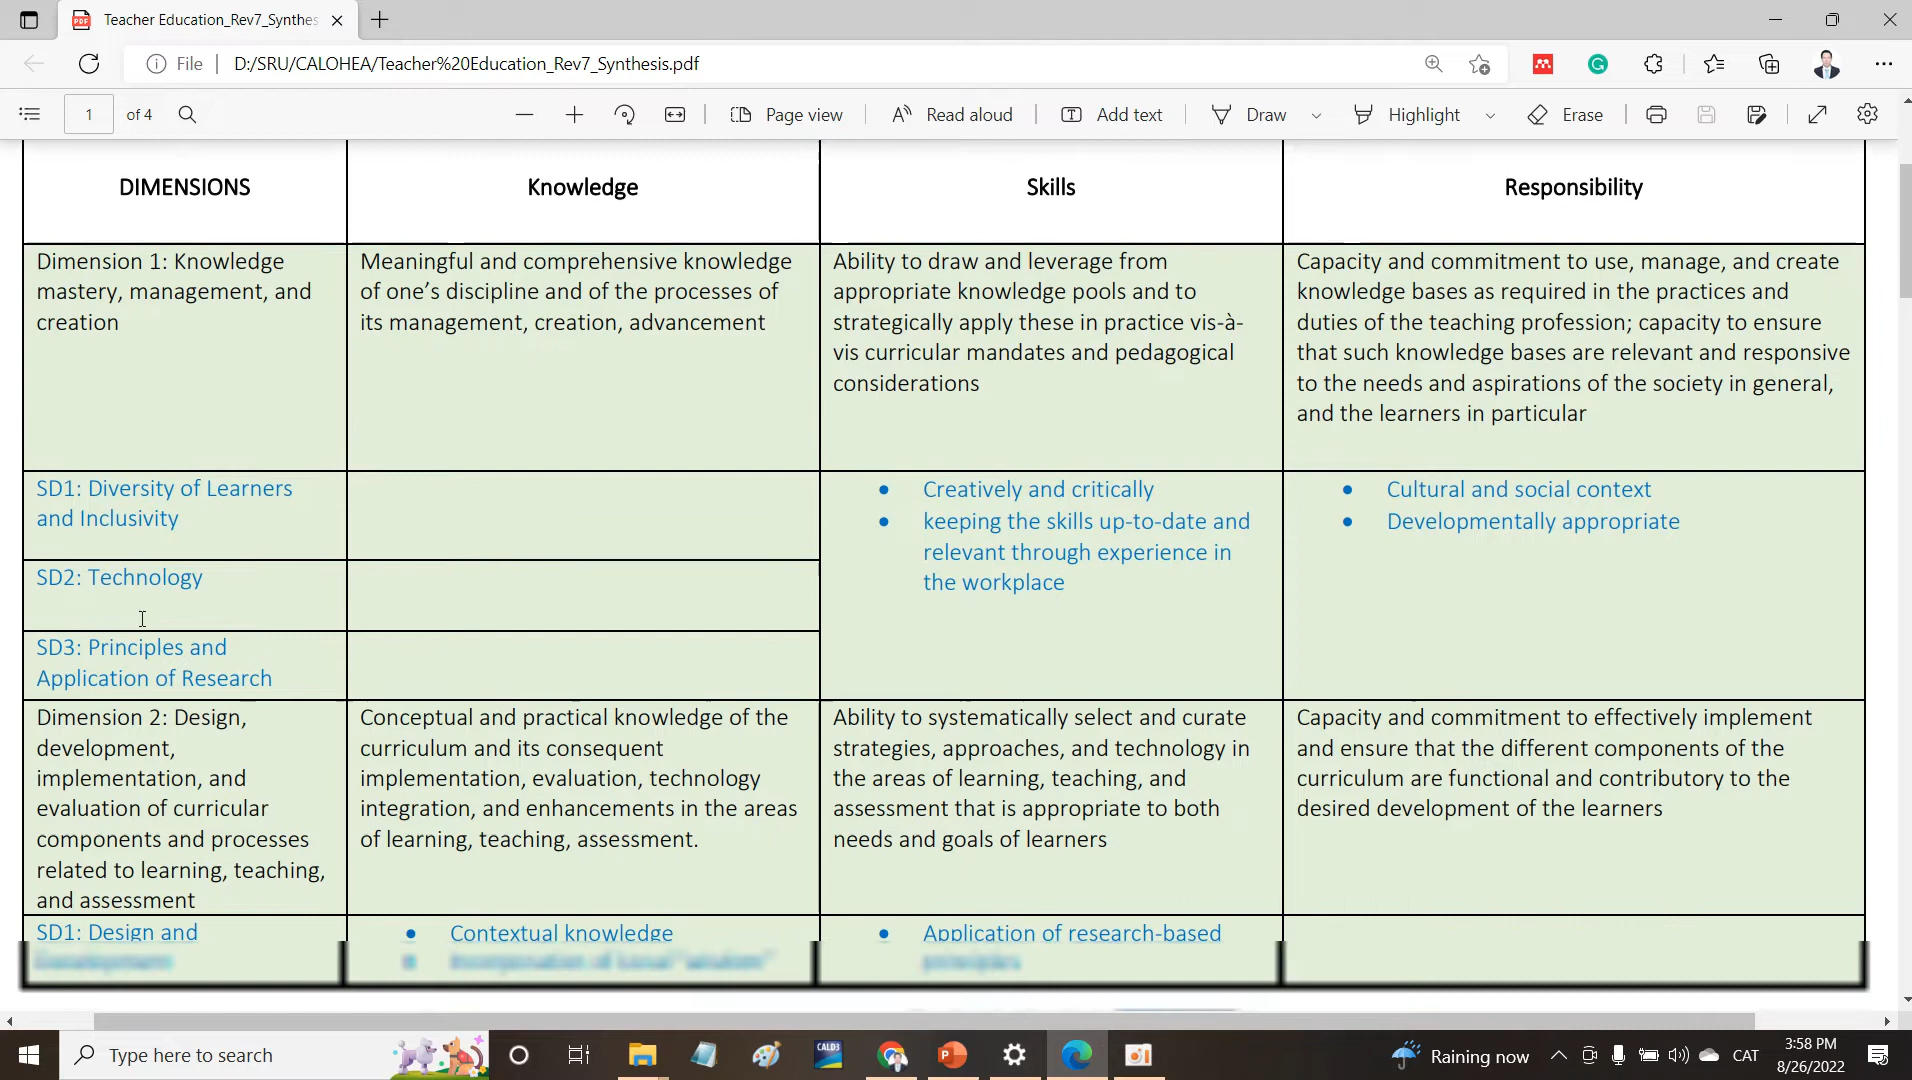 Teacher Education_Rev7_Synthes
File
D:/SRU/CALOHEA/Teacher%20Education_Rev7_Synthesis.pdf
1 of 4
Page view
Read aloud
Add text
Draw
Highlight
Erase
DIMENSIONS
Knowledge
Skills
Responsibility
Dimension 1: Knowledge
mastery, management, and
creation
Meaningful and comprehensive knowledge
of one’s discipline and of the processes of
its management, creation, advancement
Ability to draw and leverage from
appropriate knowledge pools and to
strategically apply these in practice vis-à-
vis curricular mandates and pedagogical
considerations
Capacity and commitment to use, manage, and create
knowledge bases as required in the practices and
duties of the teaching profession; capacity to ensure
that such knowledge bases are relevant and responsive
to the needs and aspirations of the society in general,
and the learners in particular
SD1: Diversity of Learners
and Inclusivity
• Creatively and critically
• keeping the skills up-to-date and
relevant through experience in
the workplace
• Cultural and social context
• Developmentally appropriate
SD2: Technology
SD3: Principles and
Application of Research
Dimension 2: Design,
development,
implementation, and
evaluation of curricular
components and processes
related to learning, teaching,
and assessment
Conceptual and practical knowledge of the
curriculum and its consequent
implementation, evaluation, technology
integration, and enhancements in the areas
of learning, teaching, assessment.
Ability to systematically select and curate
strategies, approaches, and technology in
the areas of learning, teaching, and
assessment that is appropriate to both
needs and goals of learners
Capacity and commitment to effectively implement
and ensure that the different components of the
curriculum are functional and contributory to the
desired development of the learners
SD1: Design and
• Contextual knowledge
• Application of research-based
Type here to search
CALD3
Raining now
CAT
3:58 PM
8/26/2022